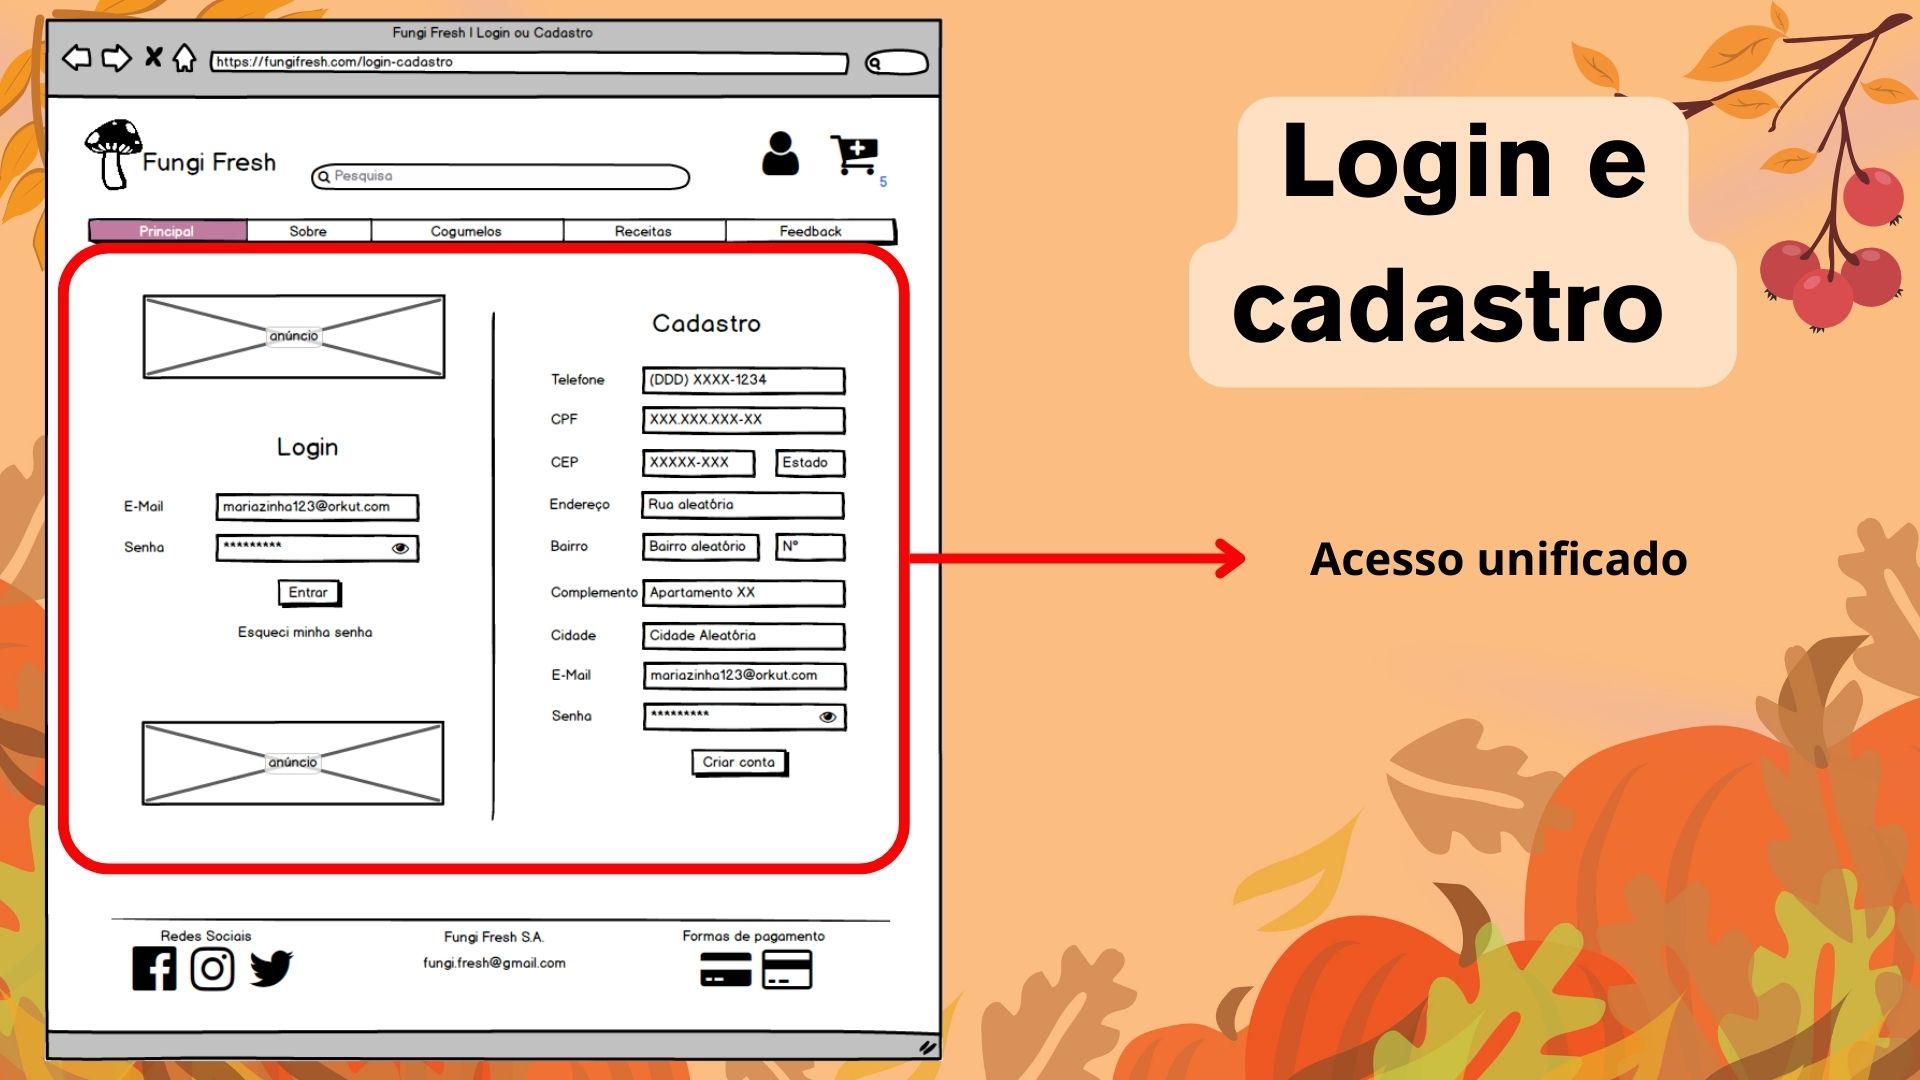 Fungi Fresh | Login ou Cadastro
https://fungifresh.com/login-cadastro
Fungi Fresh
Pesquisa
5
Principal
Sobre
Cogumelos
Receitas
Feedback
anúncio
Login
E-Mail
mariazinha123@orkut.com
Senha
*********
Entrar
Esqueci minha senha
anúncio
Cadastro
Telefone
(DDD) XXXX-1234
CPF
XXX.XXX.XXX-XX
CEP
XXXXX-XXX
Estado
Endereço
Rua aleatória
Bairro
Bairro aleatório
Nº
Complemento
Apartamento XX
Cidade
Cidade Aleatória
E-Mail
mariazinha123@orkut.com
Senha
*********
Criar conta
Redes Sociais
Fungi Fresh S.A.
fungi.fresh@gmail.com
Formas de pagamento
Login e
cadastro
Acesso unificado